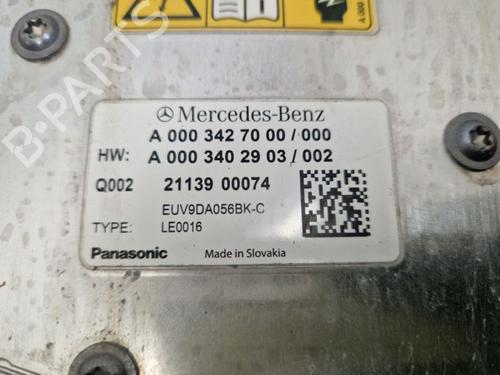 A 000
Mercedes-Benz
A 000 342 70 00 / 000
HW: A 000 340 29 03 / 002
Q002 21139 00074
EUV9DA056BK-C
TYPE: LE0016
Panasonic Made in Slovakia
B-PARTS